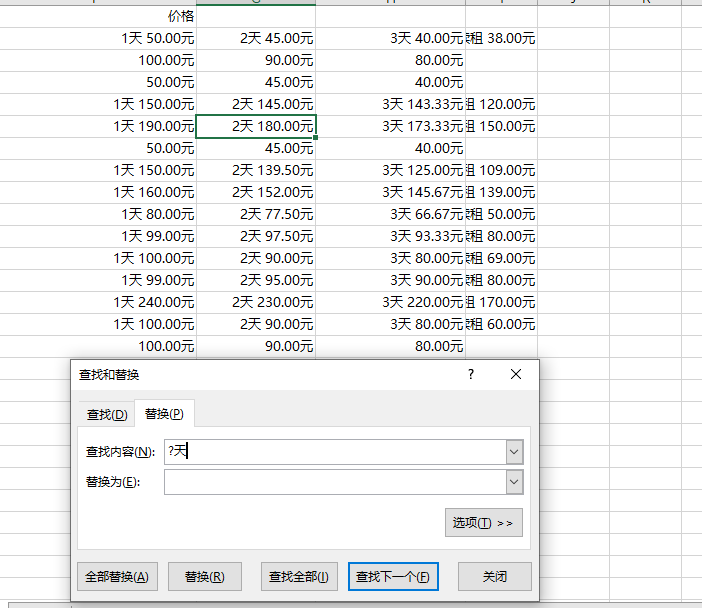 价格
1天 50.00元 2天 45.00元 3天 40.00元 租 38.00元
100.00元 90.00元 80.00元
50.00元 45.00元 40.00元
1天 150.00元 2天 145.00元 3天 143.33元 租 120.00元
1天 190.00元 2天 180.00元 3天 173.33元 租 150.00元
50.00元 45.00元 40.00元
1天 150.00元 2天 139.50元 3天 125.00元 租 109.00元
1天 160.00元 2天 152.00元 3天 145.67元 租 139.00元
1天 80.00元 2天 77.50元 3天 66.67元 租 50.00元
1天 99.00元 2天 97.50元 3天 93.33元 租 80.00元
1天 100.00元 2天 90.00元 3天 80.00元 租 69.00元
1天 99.00元 2天 95.00元 3天 90.00元 租 80.00元
1天 240.00元 2天 230.00元 3天 220.00元 租 170.00元
1天 100.00元 2天 90.00元 3天 80.00元 租 60.00元
100.00元 90.00元 80.00元
查找和替换 ?
查找(D) 替换(P)
查找内容(N): ?天
替换为(E):
选项(T) >>
全部替换(A) 替换(R) 查找全部(I) 查找下一个(F) 关闭